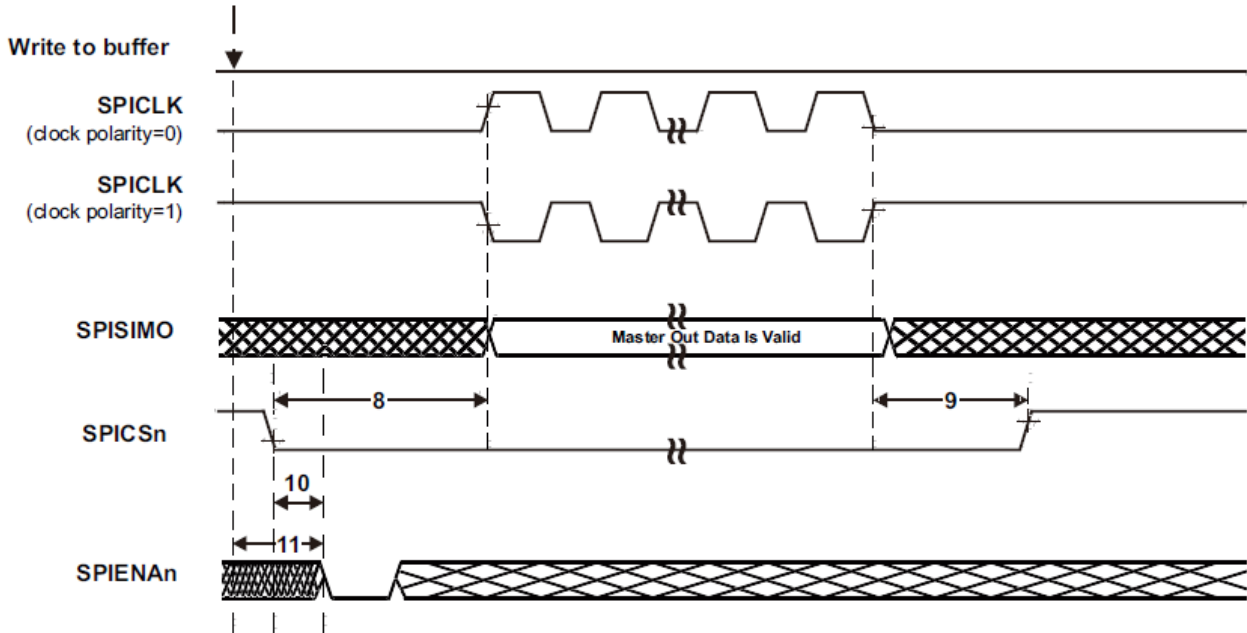 Write to buffer
SPICLK
(clock polarity=0)
SPICLK
(clock polarity=1)
SPISIMO
Master Out Data Is Valid
8
9
SPICSn
10
11
SPIENAn